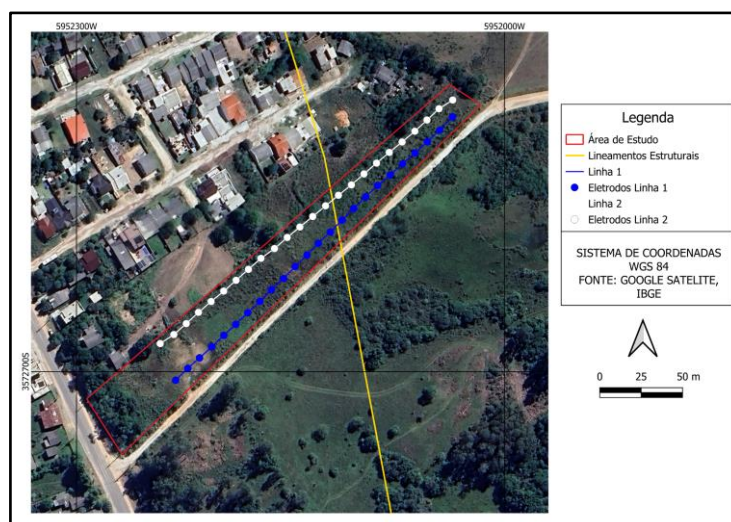 5952300W
5952000W
3572700S
Legenda
Área de Estudo
Lineamentos Estruturais
Linha 1
Eletrodos Linha 1
Linha 2
Eletrodos Linha 2
SISTEMA DE COORDENADAS
WGS 84
FONTE: GOOGLE SATELITE,
IBGE
0 25 50 m